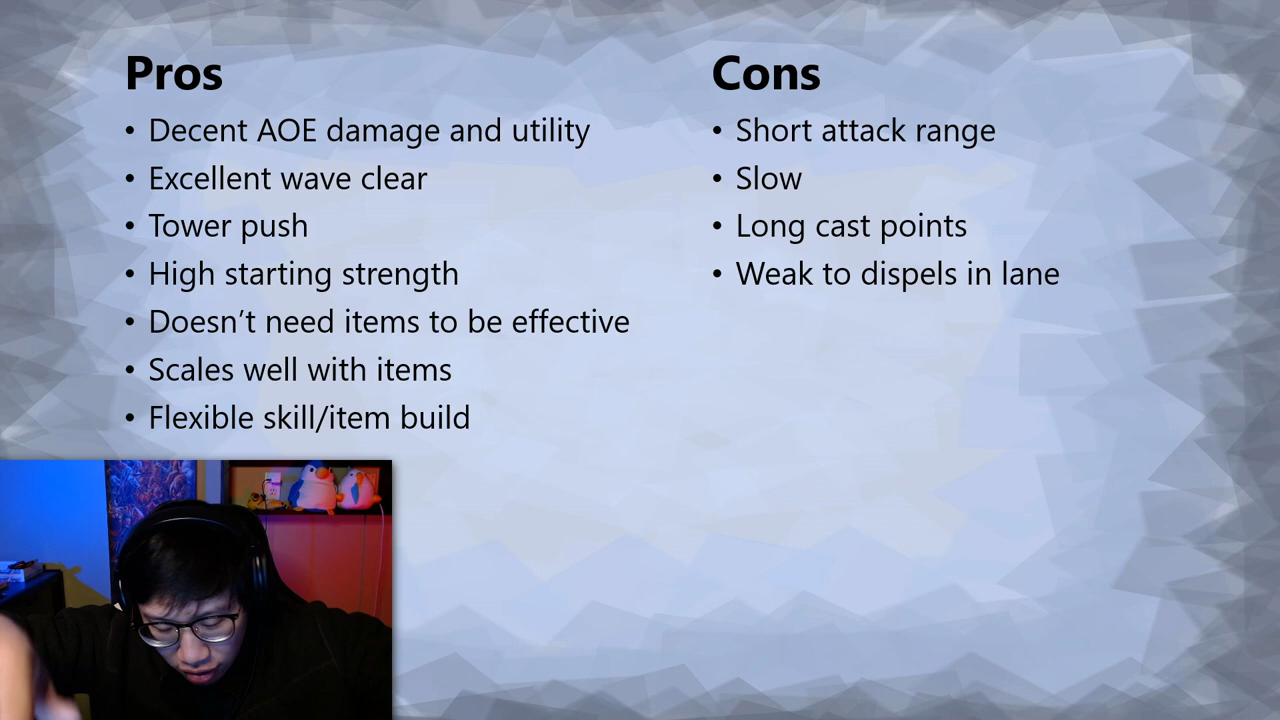 Pros
• Decent AOE damage and utility
• Excellent wave clear
• Tower push
• High starting strength
• Doesn’t need items to be effective
• Scales well with items
• Flexible skill/item build
Cons
• Short attack range
• Slow
• Long cast points
• Weak to dispels in lane